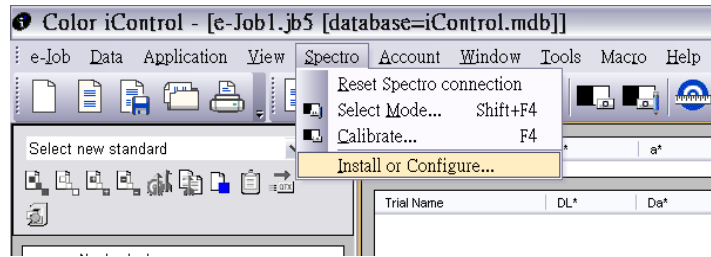 Color iControl - [e-Job1.jb5 [database=iControl.mdb]]
e-Job Data Application View Spectro Account Window Tools Macro Help
Reset Spectro connection
Select Mode... Shift+F4
Calibrate... F4
Install or Configure...
Select new standard
a*
Trial Name DL* Da*